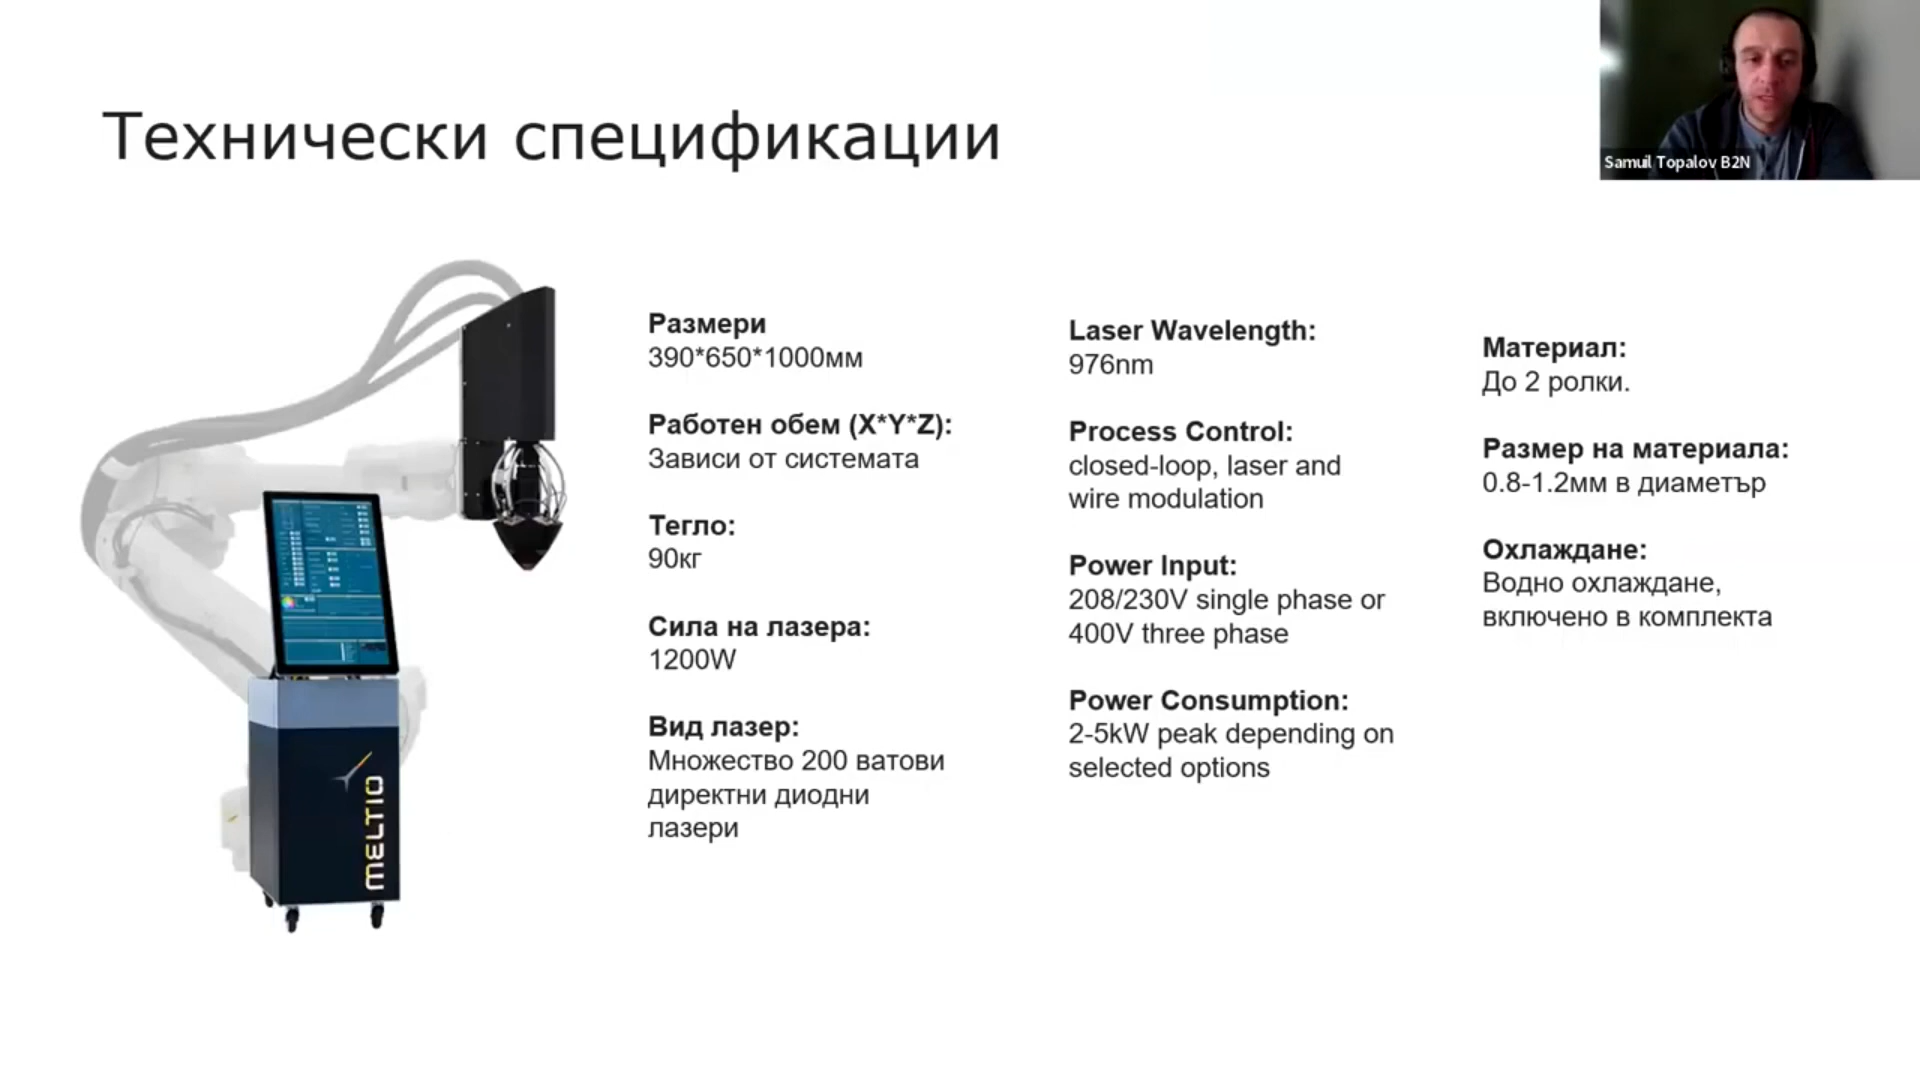 Технически спецификации
Samuil Topalov B2N
Размери
390*650*1000мм
Работен обем (X*Y*Z):
Зависи от системата
Тегло:
90кг
Сила на лазера:
1200W
Вид лазер:
Множество 200 ватови
директни диодни
лазери
Laser Wavelength:
976nm
Process Control:
closed-loop, laser and
wire modulation
Power Input:
208/230V single phase or
400V three phase
Power Consumption:
2-5kW peak depending on
selected options
Материал:
До 2 ролки.
Размер на материала:
0.8-1.2мм в диаметър
Охлаждане:
Водно охлаждане,
включено в комплекта
MELTIO